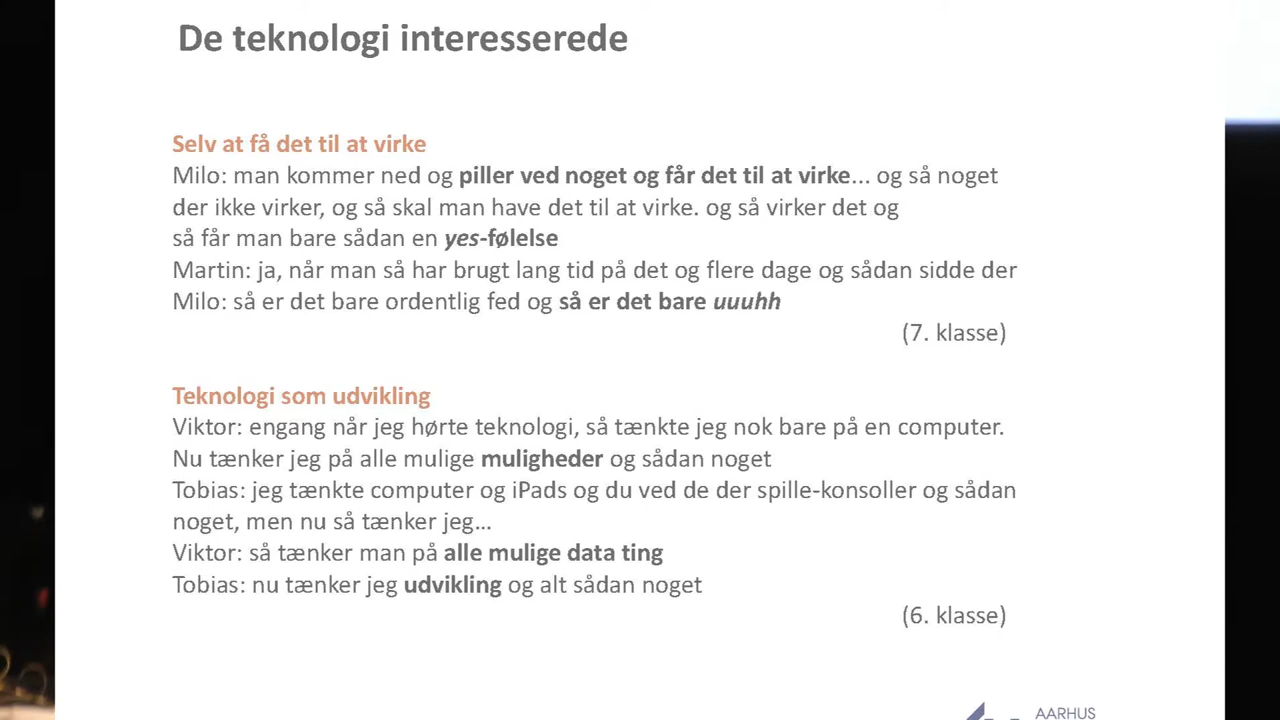 De teknologi interesserede
Selv at få det til at virke
Milo: man kommer ned og piller ved noget og får det til at virke... og så noget
der ikke virker, og så skal man have det til at virke. og så virker det og
så får man bare sådan en yes-følelse
Martin: ja, når man så har brugt lang tid på det og flere dage og sådan sidde der
Milo: så er det bare ordentlig fed og så er det bare uuuhh
(7. klasse)
Teknologi som udvikling
Viktor: engang når jeg hørte teknologi, så tænkte jeg nok bare på en computer.
Nu tænker jeg på alle mulige muligheder og sådan noget
Tobias: jeg tænkte computer og iPads og du ved de der spille-konsoller og sådan
noget, men nu så tænker jeg…
Viktor: så tænker man på alle mulige data ting
Tobias: nu tænker jeg udvikling og alt sådan noget
(6. klasse)
AARHUS